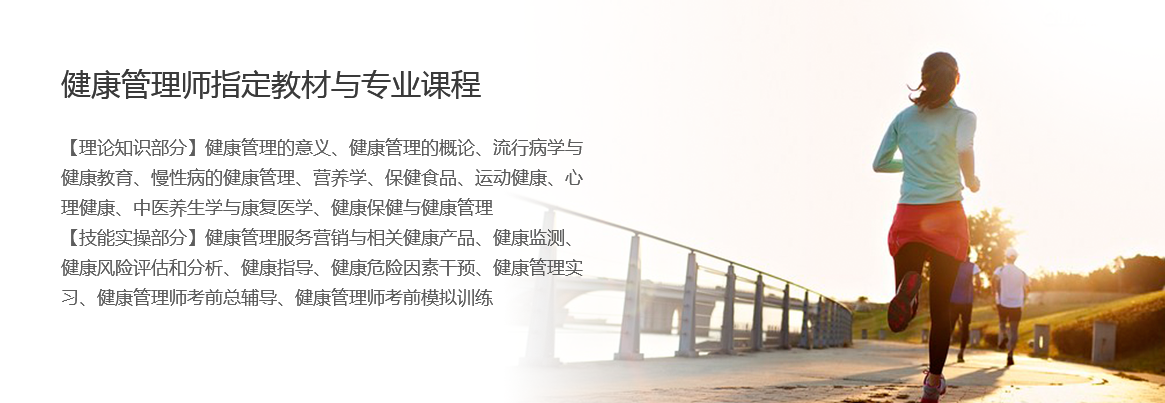 健康管理师指定教材与专业课程
【理论知识部分】健康管理的意义、健康管理的概论、流行病学与
健康教育、慢性病的健康管理、营养学、保健食品、运动健康、心
理健康、中医养生学与康复医学、健康保健与健康管理
【技能实操部分】健康管理服务营销与相关健康产品、健康监测、
健康风险评估和分析、健康指导、健康危险因素干预、健康管理实
习、健康管理师考前总辅导、健康管理师考前模拟训练